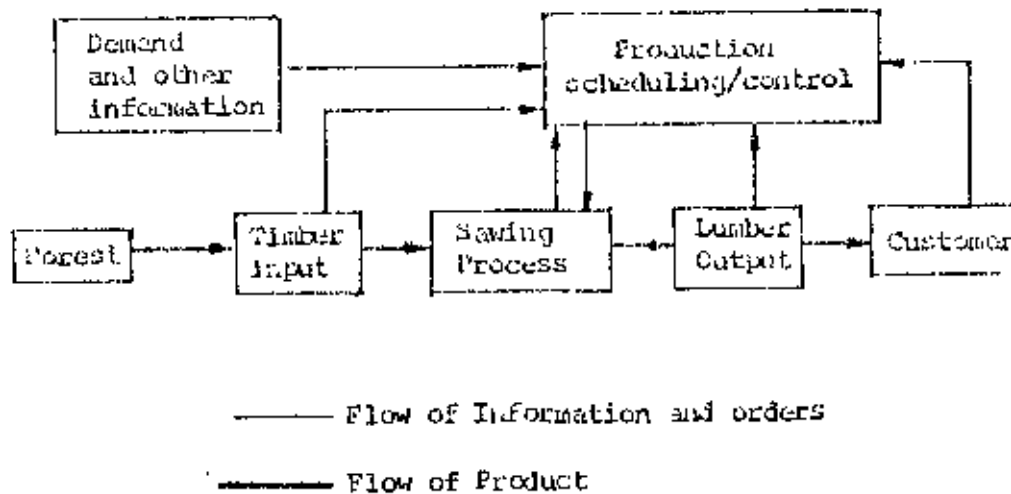 Demand
and other
information
Production
scheduling/control
Forest
Timber
input
Sawing
Process
Lumber
Output
Customer
Flow of Information and orders
Flow of Product